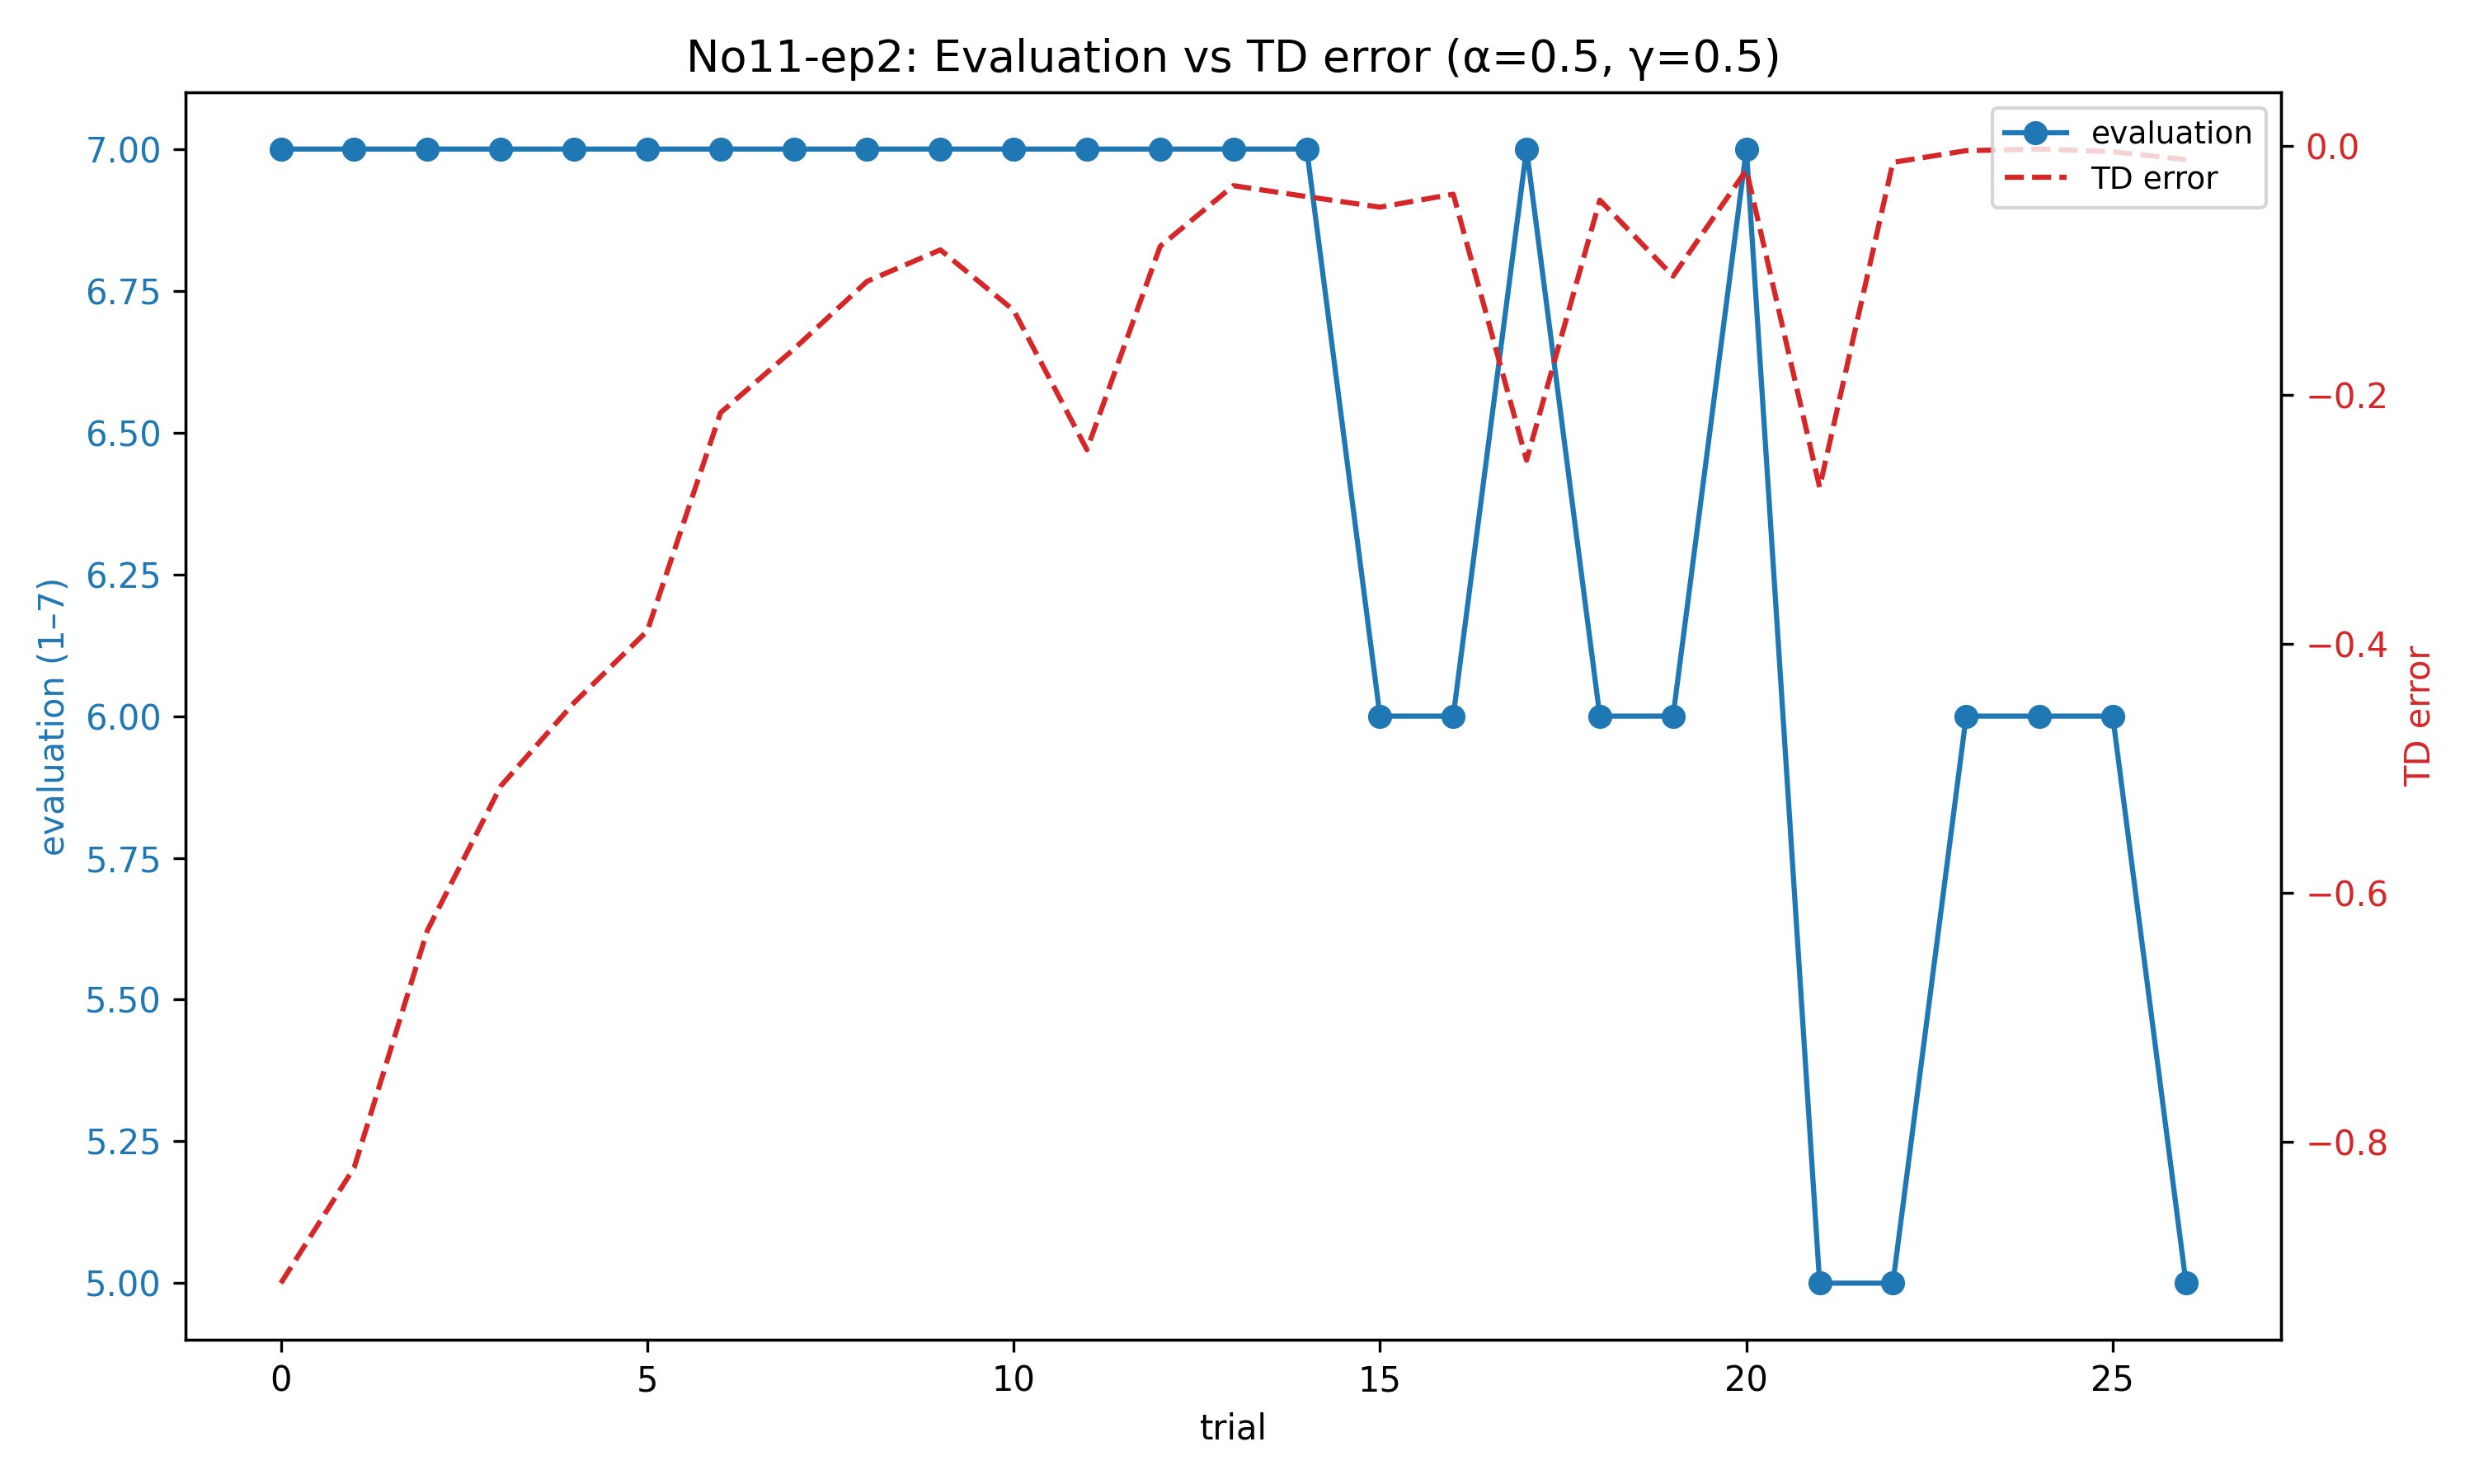 No11-ep2: Evaluation vs TD error (α=0.5, γ=0.5)
evaluation
TD error
7.00
6.75
6.50
6.25
6.00
5.75
5.50
5.25
5.00
evaluation (1–7)
0.0
−0.2
−0.4
−0.6
−0.8
TD error
0 5 10 15 20 25
trial